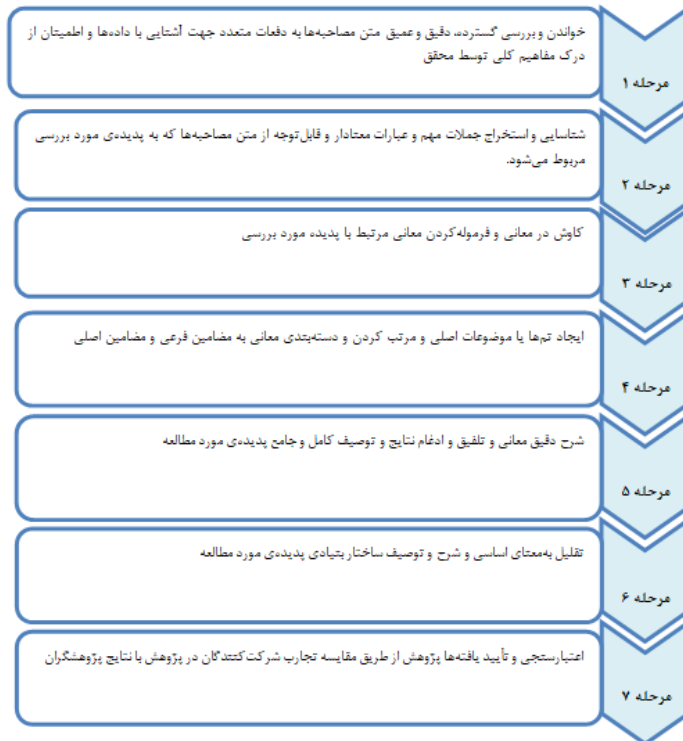 خواندن و بررسی گسترده، دقیق و عمیق متن مصاحبه‌ها به دفعات متعدد جهت آشنایی با داده‌ها و اطمینان از
درک مفاهیم کلی توسط محقق
مرحله ۱
شناسایی و استخراج جملات مهم و عبارات معنادار و قابل‌توجه از متن مصاحبه‌ها که به پدیده‌ی مورد بررسی
مربوط می‌شود.
مرحله ۲
کاوش در معانی و فرموله‌کردن معانی مرتبط با پدیده مورد بررسی
مرحله ۳
ایجاد تم‌ها یا موضوعات اصلی و مرتب کردن و دسته‌بندی معانی به مضامین فرعی و مضامین اصلی
مرحله ۴
شرح دقیق معانی و تلفیق و ادغام نتایج و توصیف کامل و جامع پدیده‌ی مورد مطالعه
مرحله ۵
تقلیل به‌معنای اساسی و شرح و توصیف ساختار بنیادی پدیده‌ی مورد مطالعه
مرحله ۶
اعتبارسنجی و تأیید یافته‌ها پژوهش از طریق مقایسه تجارب شرکت‌کنندگان در پژوهش با نتایج پژوهشگران
مرحله ۷